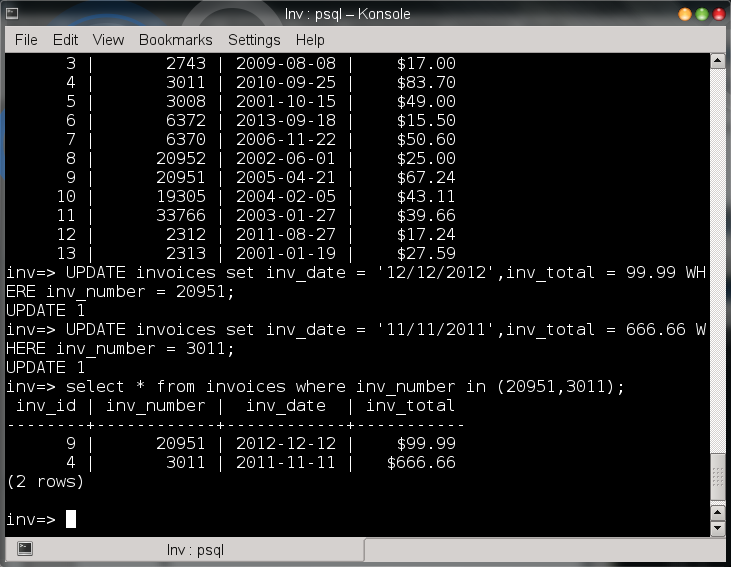 Inv : psql – Konsole
File Edit View Bookmarks Settings Help
3 | 2743 | 2009-08-08 | $17.00
4 | 3011 | 2010-09-25 | $83.70
5 | 3008 | 2001-10-15 | $49.00
6 | 6372 | 2013-09-18 | $15.50
7 | 6370 | 2006-11-22 | $50.60
8 | 20952 | 2002-06-01 | $25.00
9 | 20951 | 2005-04-21 | $67.24
10 | 19305 | 2004-02-05 | $43.11
11 | 33766 | 2003-01-27 | $39.66
12 | 2312 | 2011-08-27 | $17.24
13 | 2313 | 2001-01-19 | $27.59
inv=> UPDATE invoices set inv_date = '12/12/2012',inv_total = 99.99 WH
ERE inv_number = 20951;
UPDATE 1
inv=> UPDATE invoices set inv_date = '11/11/2011',inv_total = 666.66 W
HERE inv_number = 3011;
UPDATE 1
inv=> select * from invoices where inv_number in (20951,3011);
inv_id | inv_number | inv_date | inv_total
--------+------------+------------+-----------
9 | 20951 | 2012-12-12 | $99.99
4 | 3011 | 2011-11-11 | $666.66
(2 rows)
inv=>
Inv : psql